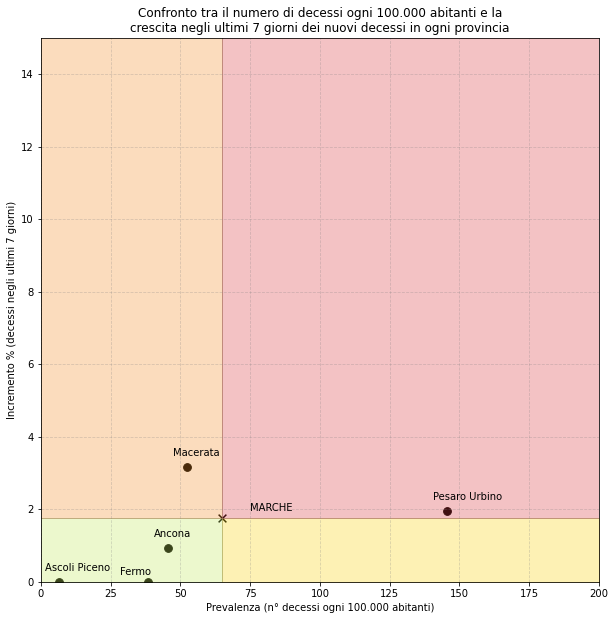 Confronto tra il numero di decessi ogni 100.000 abitanti e la
crescita negli ultimi 7 giorni dei nuovi decessi in ogni provincia
Incremento % (decessi negli ultimi 7 giorni)
14
12
10
8
6
4
2
0
Macerata
Pesaro Urbino
MARCHE
Ancona
Ascoli Piceno
Fermo
0
25
50
75
100
125
150
175
200
Prevalenza (n° decessi ogni 100.000 abitanti)